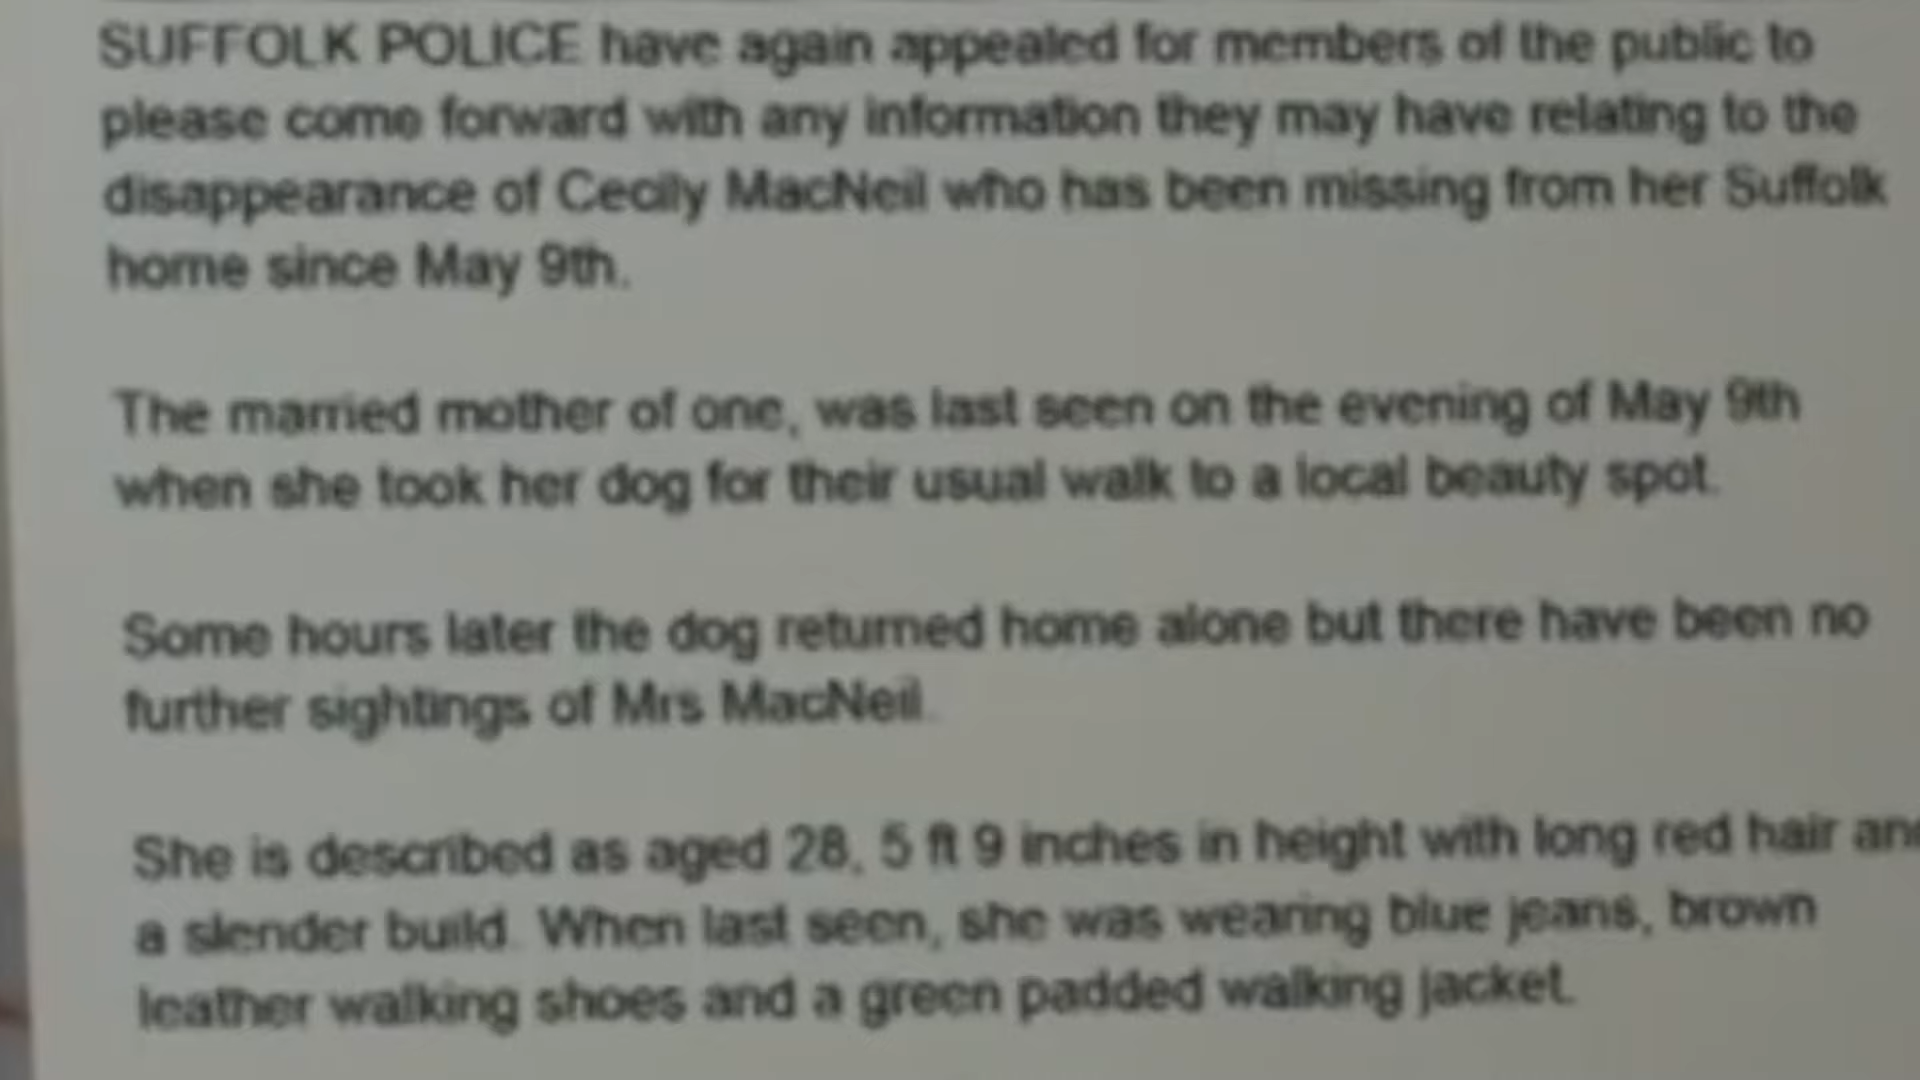 SUFFOLK POLICE have again appealed for members of the public to
please come forward with any information they may have relating to the
disappearance of Cecily MacNeil who has been missing from her Suffolk
home since May 9th.
The married mother of one, was last seen on the evening of May 9th
when she took her dog for their usual walk to a local beauty spot.
Some hours later the dog returned home alone but there have been no
further sightings of Mrs MacNeil.
She is described as aged 28, 5 ft 9 inches in height with long red hair and
a slender build. When last seen, she was wearing blue jeans, brown
leather walking shoes and a green padded walking jacket.